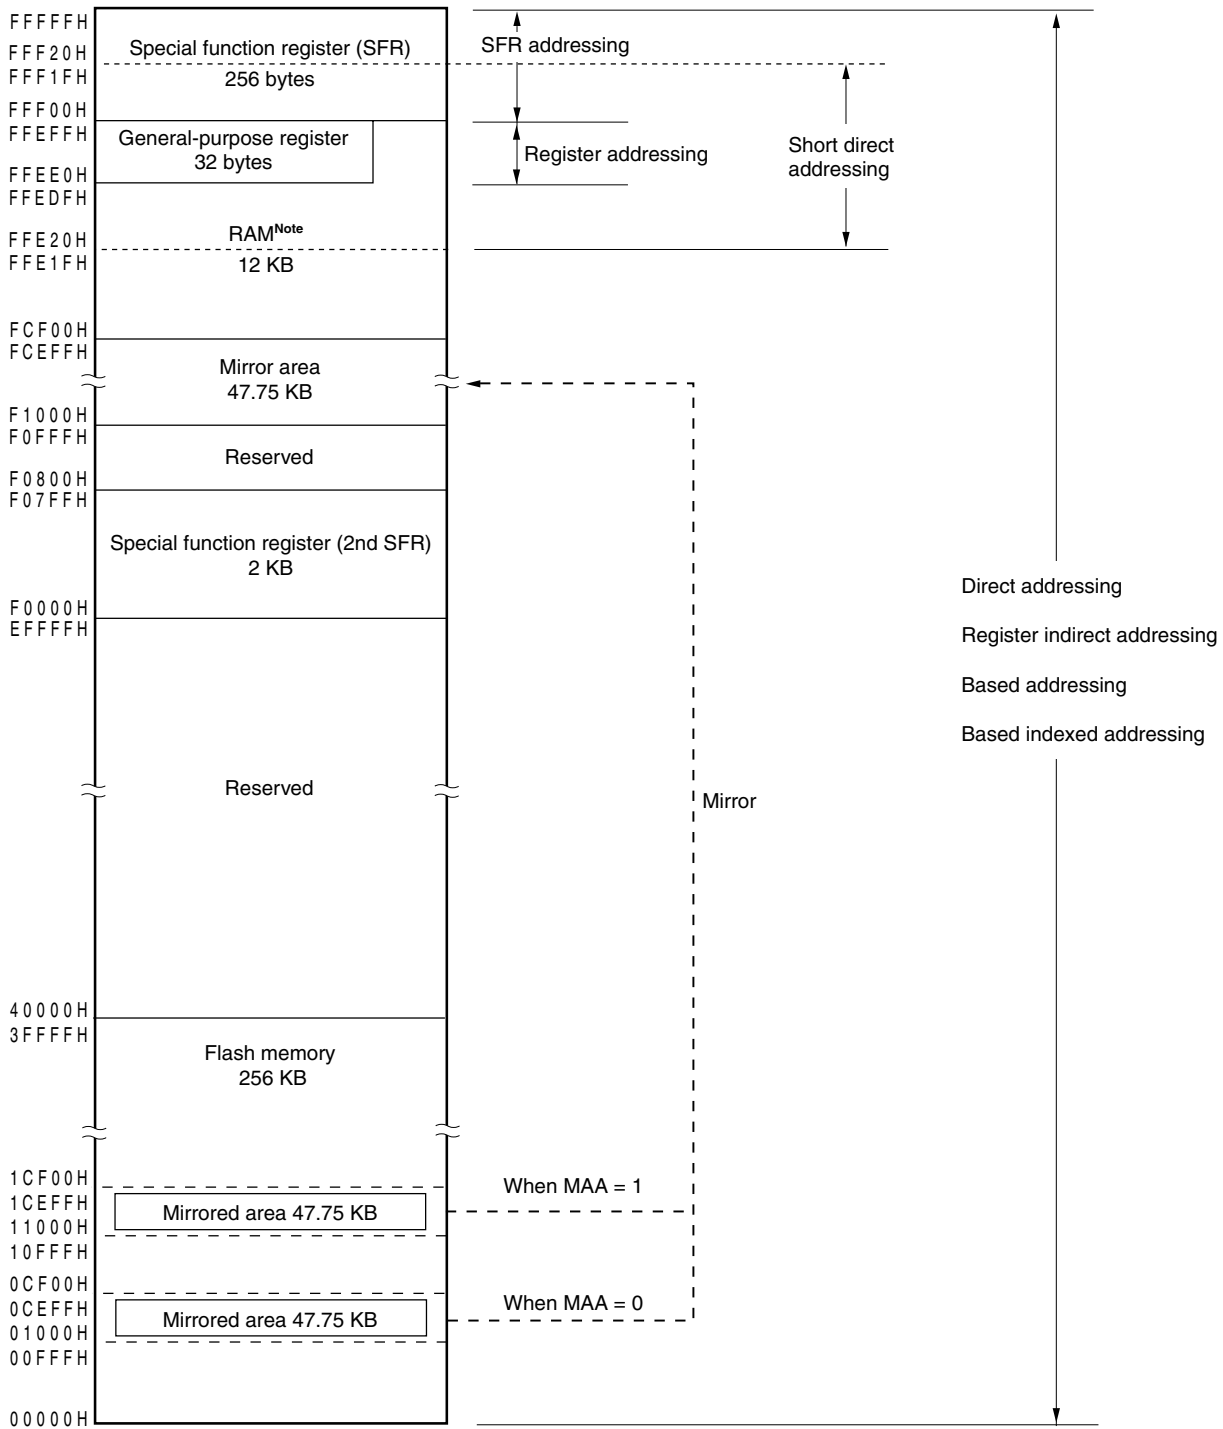 FFFFFH
FFF20H
FFF1FH
FFF00H
FFEFFH
FFEE0H
FFEDFH
FFE20H
FFE1FH
FCF00H
FCEFFH
F1000H
F0FFFH
F0800H
F07FFH
F0000H
EFFFFH
40000H
3FFFFH
1CF00H
1CEFFH
11000H
10FFFH
0CF00H
0CEFFH
01000H
00FFFH
00000H
Special function register (SFR)
256 bytes
General-purpose register
32 bytes
RAMNote
12 KB
Mirror area
47.75 KB
Reserved
Special function register (2nd SFR)
2 KB
Reserved
Flash memory
256 KB
Mirrored area 47.75 KB
Mirrored area 47.75 KB
SFR addressing
Register addressing
Short direct
addressing
Mirror
When MAA = 1
When MAA = 0
Direct addressing
Register indirect addressing
Based addressing
Based indexed addressing